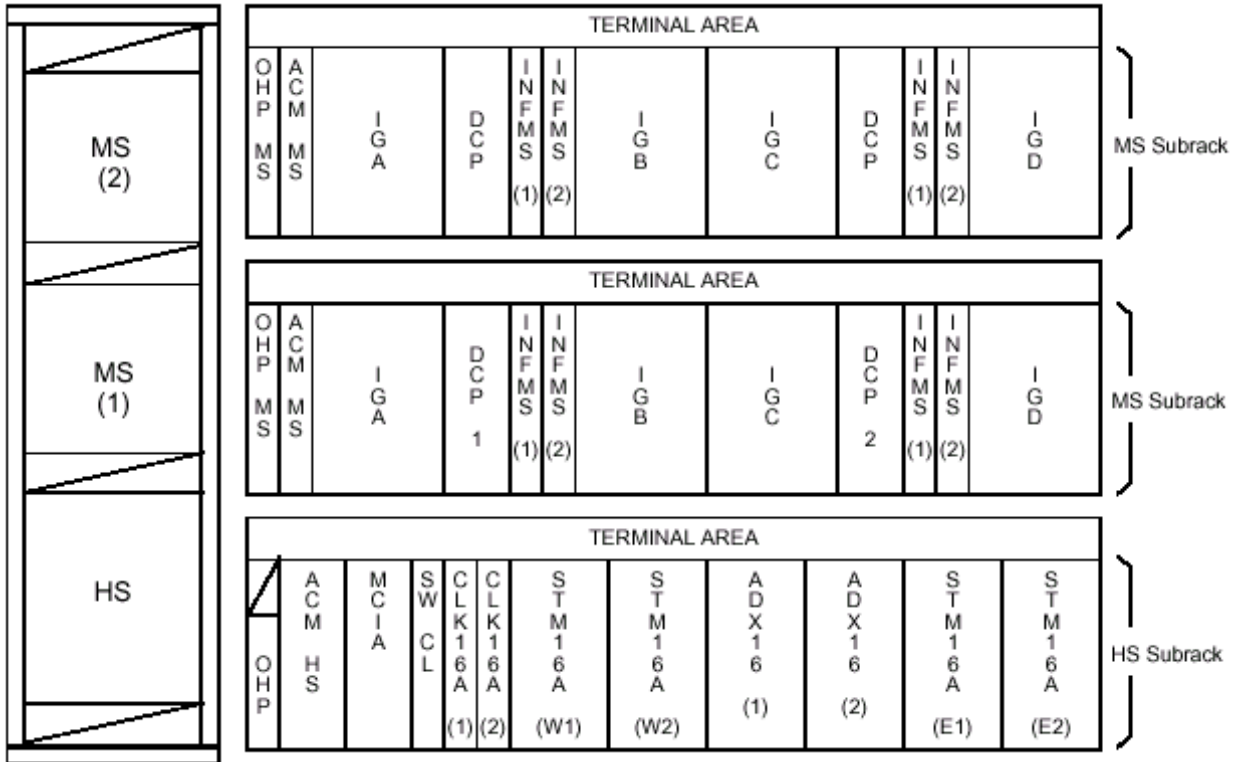 MS
(2)
MS
(1)
HS
TERMINAL AREA
OHP MS
ACM MS
IGA
DCP
INFMS (1)
INFMS (2)
IGB
IGC
DCP
INFMS (1)
INFMS (2)
IGD
MS Subrack
TERMINAL AREA
OHP MS
ACM MS
IGA
DCP 1
INFMS (1)
INFMS (2)
IGB
IGC
DCP 2
INFMS (1)
INFMS (2)
IGD
MS Subrack
TERMINAL AREA
OHP
ACM HS
MCIA
SW CL
CLK16A (1)
CLK16A (2)
STM16A (W1)
STM16A (W2)
ADX16 (1)
ADX16 (2)
STM16A (E1)
STM16A (E2)
HS Subrack